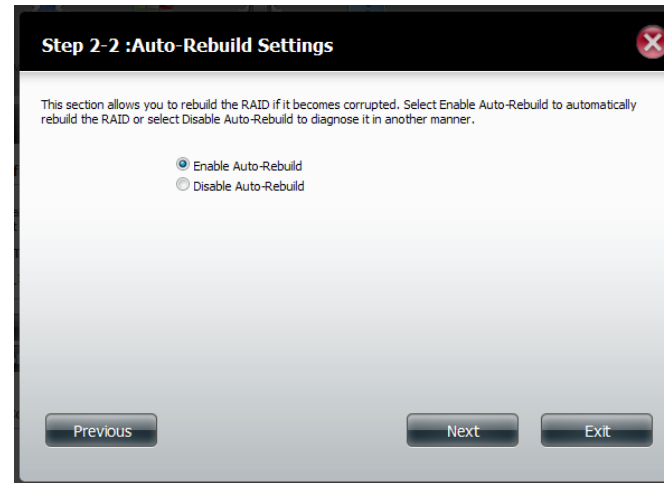 Step 2-2 :Auto-Rebuild Settings
This section allows you to rebuild the RAID if it becomes corrupted. Select Enable Auto-Rebuild to automatically
rebuild the RAID or select Disable Auto-Rebuild to diagnose it in another manner.
Enable Auto-Rebuild
Disable Auto-Rebuild
Previous
Next
Exit